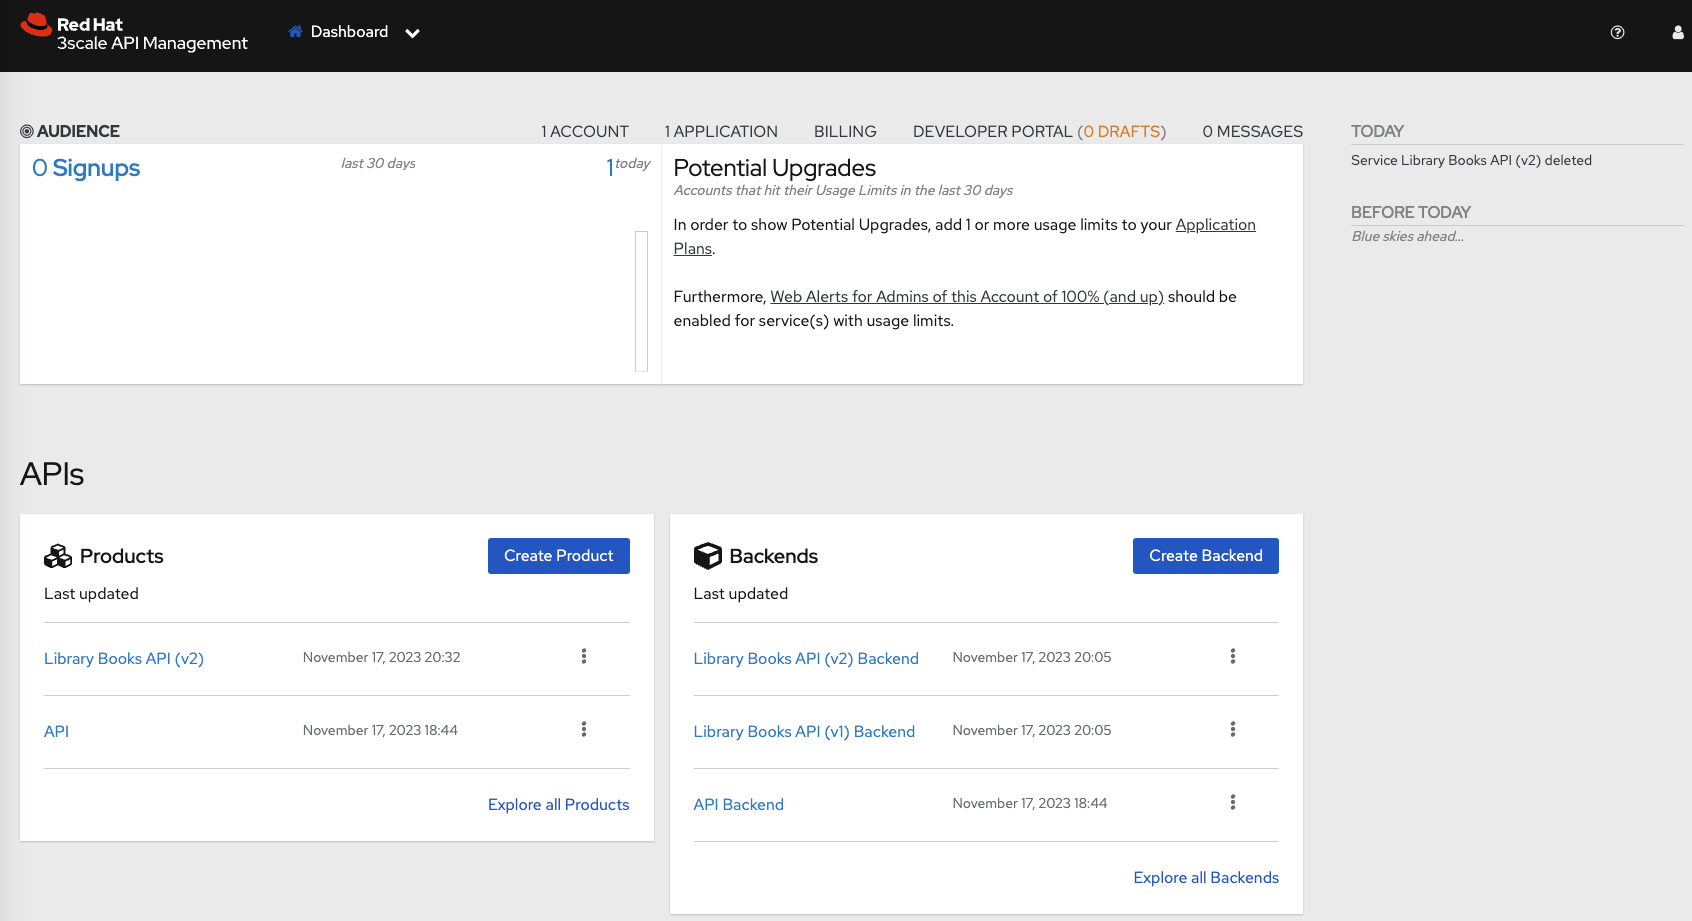 Red Hat
3scale API Management
Dashboard
AUDIENCE
1 ACCOUNT
1 APPLICATION
BILLING
DEVELOPER PORTAL (0 DRAFTS)
0 MESSAGES
0 Signups
last 30 days
1 today
Potential Upgrades
Accounts that hit their Usage Limits in the last 30 days
In order to show Potential Upgrades, add 1 or more usage limits to your Application
Plans.
Furthermore, Web Alerts for Admins of this Account of 100% (and up) should be
enabled for service(s) with usage limits.
TODAY
Service Library Books API (v2) deleted
BEFORE TODAY
Blue skies ahead...
APIs
Products
Create Product
Last updated
Library Books API (v2)
November 17, 2023 20:32
API
November 17, 2023 18:44
Explore all Products
Backends
Create Backend
Last updated
Library Books API (v2) Backend
November 17, 2023 20:05
Library Books API (v1) Backend
November 17, 2023 20:05
API Backend
November 17, 2023 18:44
Explore all Backends